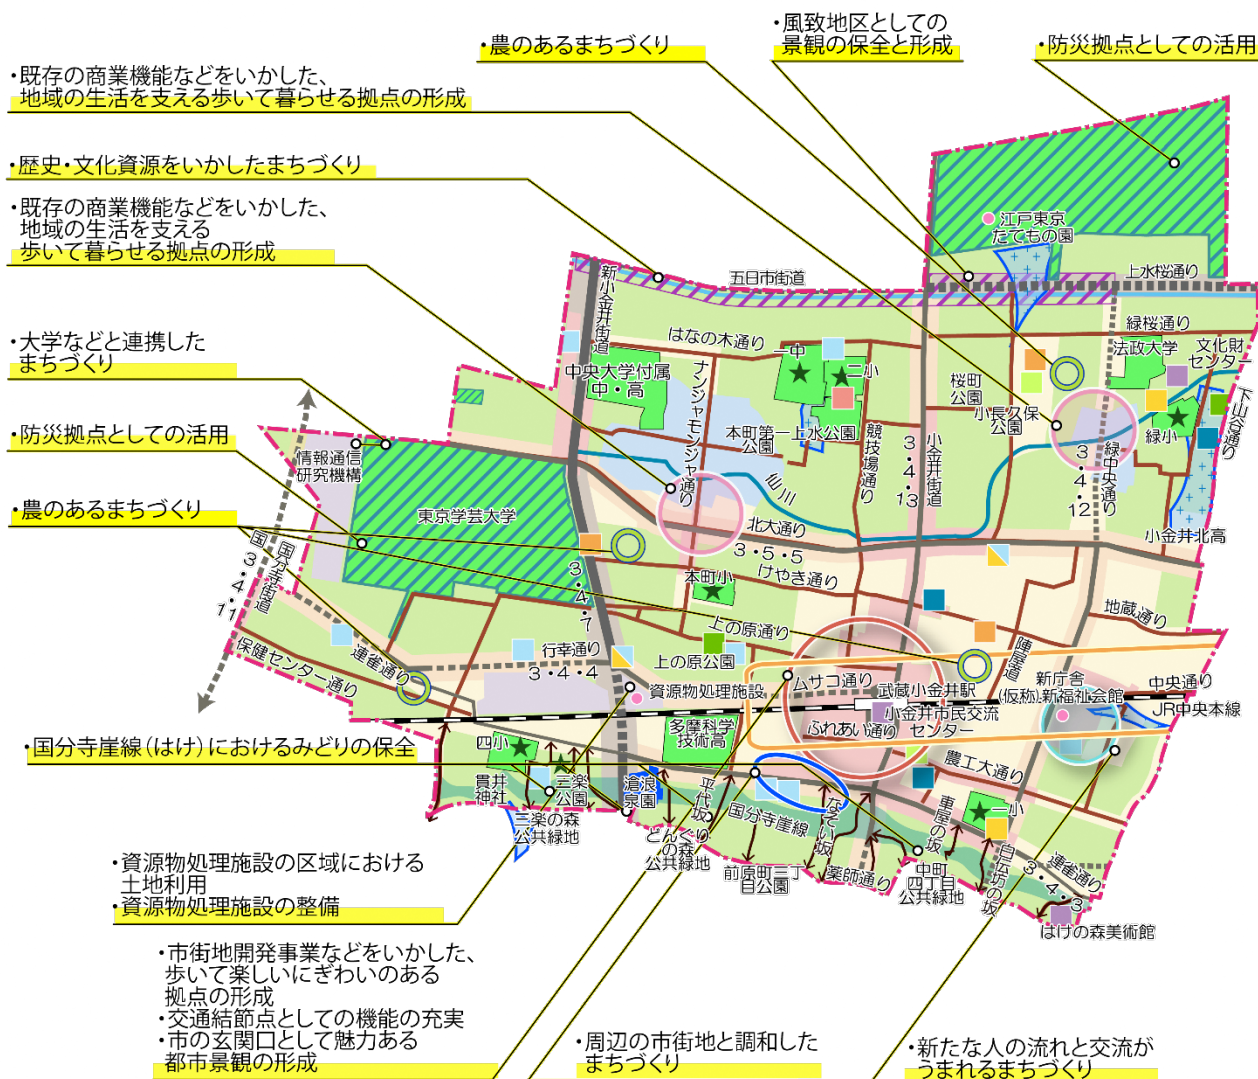 ・農のあるまちづくり
・風致地区としての
景観の保全と形成
・防災拠点としての活用
・既存の商業機能などをいかした、
地域の生活を支える歩いて暮らせる拠点の形成
・歴史・文化資源をいかしたまちづくり
・既存の商業機能などをいかした、
地域の生活を支える
歩いて暮らせる拠点の形成
・大学などと連携した
まちづくり
・防災拠点としての活用
・農のあるまちづくり
江戸東京
たてもの園
五日市街道
上水桜通り
新小金井街道
はなの木通り
緑桜通り
中央大学付属
中・高
ナンジャモンジャ通り
一中
二小
法政大学
文化財
センター
桜町
公園
小長久保
公園
下山谷通り
本町第一
公園
上水公園
競技場通り
3・4・13
小金井街道
緑小
緑中央通り
3・4・12
情報通信
研究機構
仙川
小金井北高
東京学芸大学
北大通り
3・5・5
けやき通り
国分寺街道
国3・4・11
3・4・7
本町小
地蔵通り
上の原通り
保健センター通り
連雀通り
行幸通り
3・4・4
上の原公園
陣屋道
新庁舎
(仮称)新福祉会館
中央通り
ムサコ通り
武蔵小金井駅
資源物処理施設
小金井市民交流
センター
ふれあい通り
JR中央本線
・国分寺崖線(はけ)におけるみどりの保全
四小
多摩科学
技術高
農工大通り
貫井
神社
三楽
公園
滄浪
泉園
平代坂
三楽の森
公共緑地
どんぐり
の森
公共緑地
国分寺崖線
なそい坂
車屋の坂
一小
前原町三丁
目公園
薬師通り
中町
四丁目
公共緑地
白伝坊の坂
連雀通り
3・4・3
はけの森美術館
・資源物処理施設の区域における
土地利用
・資源物処理施設の整備
・市街地開発事業などをいかした、
歩いて楽しいにぎわいのある
拠点の形成
・交通結節点としての機能の充実
・市の玄関口として魅力ある
都市景観の形成
・周辺の市街地と調和した
まちづくり
・新たな人の流れと交流が
うまれるまちづくり